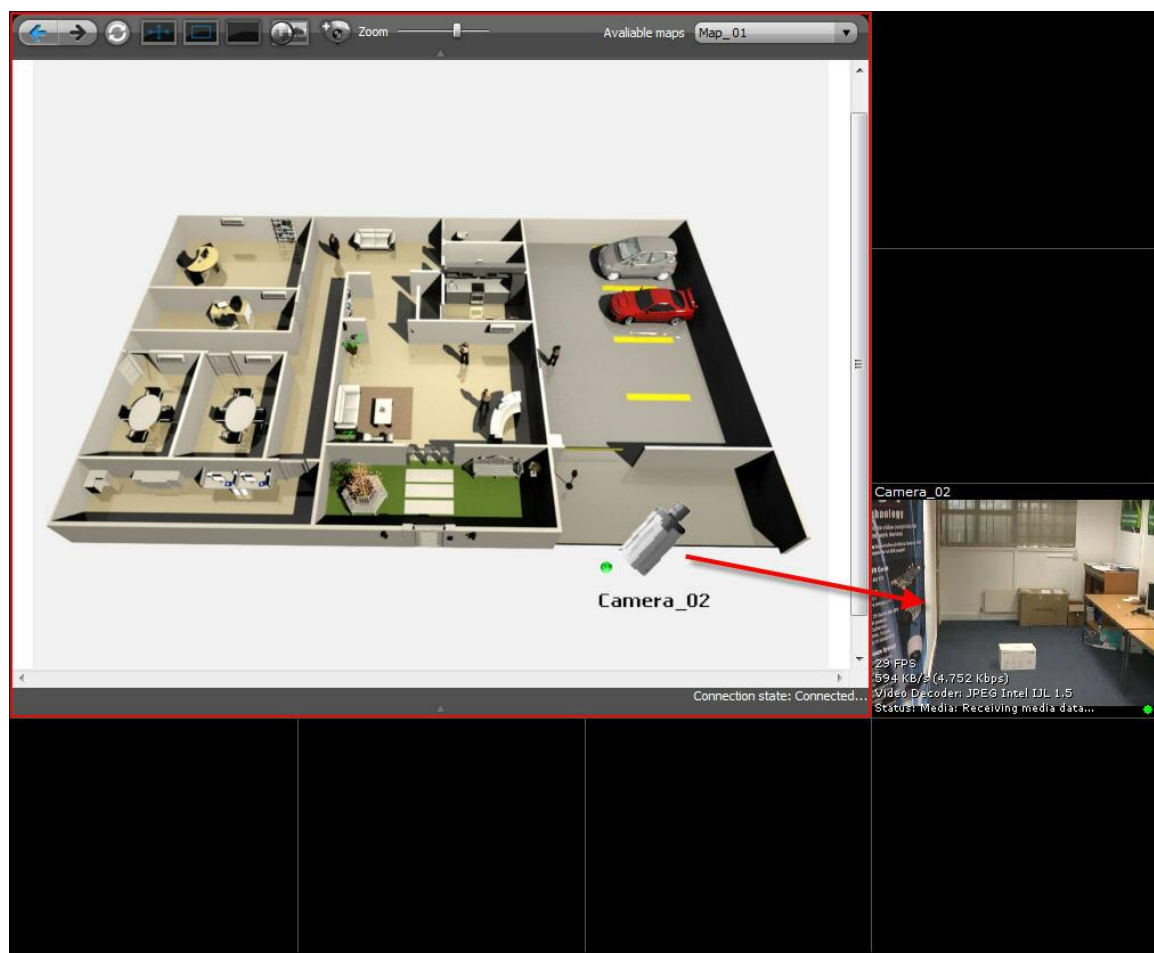 Zoom
Avaliable maps Map_01
Camera_02
Connection state: Connected...
Camera_02
29 FPS
594 KB/s (4.752 Kbps)
Video Decoder: JPEG Intel IJL 1.5
Status: Media: Receiving media data...